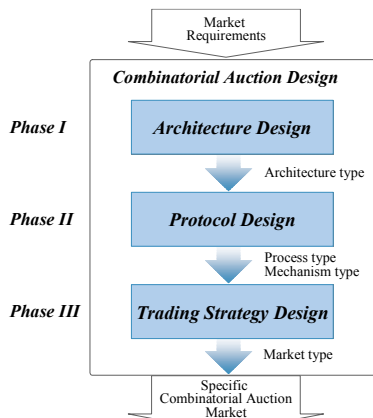 Market
Requirements
Combinatorial Auction Design
Phase I
Architecture Design
Architecture type
Phase II
Protocol Design
Process type
Mechanism type
Phase III
Trading Strategy Design
Market type
Specific
Combinatorial Auction
Market